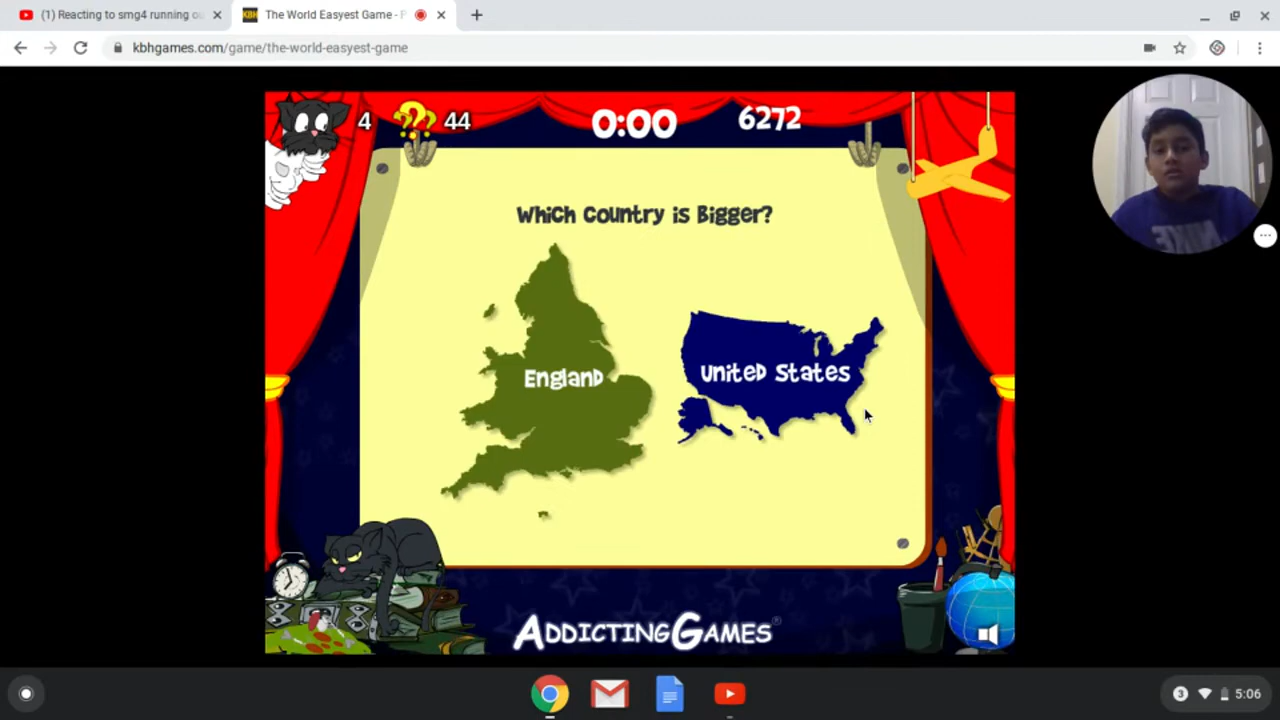 (1) Reacting to smg4 running ou
The World Easyest Game - P
kbhgames.com/game/the-world-easyest-game
4
??
44
0:00
6272
Which Country is Bigger?
England
United States
AddictingGames®
3
5:06